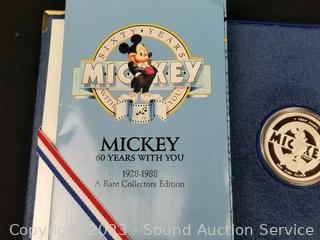 SIXTY • YEARS
MICKEY
WITH YOU
MICKEY
60 YEARS WITH YOU
1928-1988
A Rare Collectors Edition
MICKEY
Copyright 2023 - Sound Auction Service